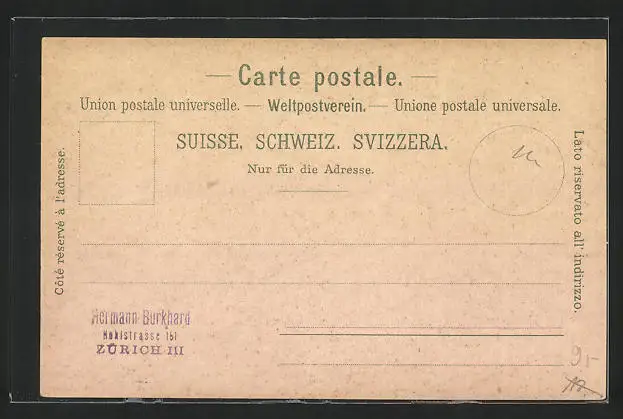 — Carte postale. —
Union postale universelle. — Weltpostverein. — Unione postale universale.
SUISSE. SCHWEIZ. SVIZZERA.
Nur für die Adresse.
Côté réservé à l'adresse.
Lato riservato all' indirizzo.
Hermann Burkhard
Hohlstrasse 151
ZÜRICH III
9.-